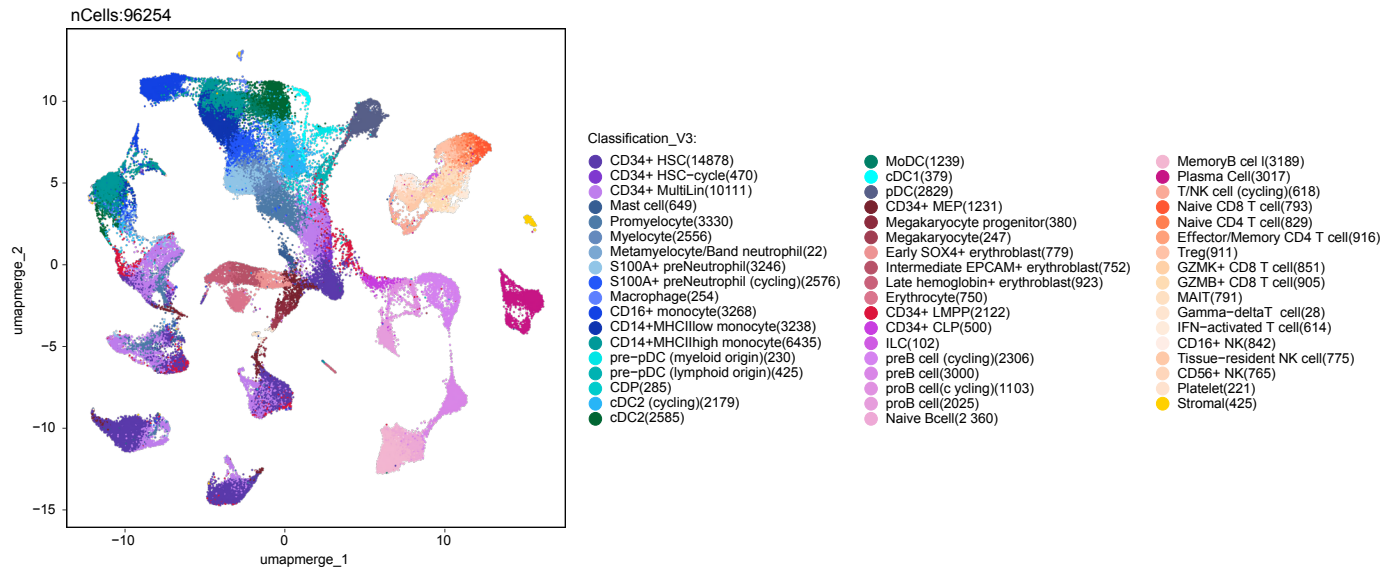 nCells:96254
10
5
0
−5
−10
−15
umapmerge_2
−10
0
10
umapmerge_1
Classification_V3:
CD34+ HSC(14878)
CD34+ HSC−cycle(470)
CD34+ MultiLin(10111)
Mast cell(649)
Promyelocyte(3330)
Myelocyte(2556)
Metamyelocyte/Band neutrophil(22)
S100A+ preNeutrophil(3246)
S100A+ preNeutrophil (cycling)(2576)
Macrophage(254)
CD16+ monocyte(3268)
CD14+MHCIIlow monocyte(3238)
CD14+MHCIIhigh monocyte(6435)
pre−pDC (myeloid origin)(230)
pre−pDC (lymphoid origin)(425)
CDP(285)
cDC2 (cycling)(2179)
cDC2(2585)
MoDC(1239)
cDC1(379)
pDC(2829)
CD34+ MEP(1231)
Megakaryocyte progenitor(380)
Megakaryocyte(247)
Early SOX4+ erythroblast(779)
Intermediate EPCAM+ erythroblast(752)
Late hemoglobin+ erythroblast(923)
Erythrocyte(750)
CD34+ LMPP(2122)
CD34+ CLP(500)
ILC(102)
preB cell (cycling)(2306)
preB cell(3000)
proB cell(c ycling)(1103)
proB cell(2025)
Naive Bcell(2 360)
MemoryB cel l(3189)
Plasma Cell(3017)
T/NK cell (cycling)(618)
Naive CD8 T cell(793)
Naive CD4 T cell(829)
Effector/Memory CD4 T cell(916)
Treg(911)
GZMK+ CD8 T cell(851)
GZMB+ CD8 T cell(905)
MAIT(791)
Gamma−deltaT cell(28)
IFN−activated T cell(614)
CD16+ NK(842)
Tissue−resident NK cell(775)
CD56+ NK(765)
Platelet(221)
Stromal(425)